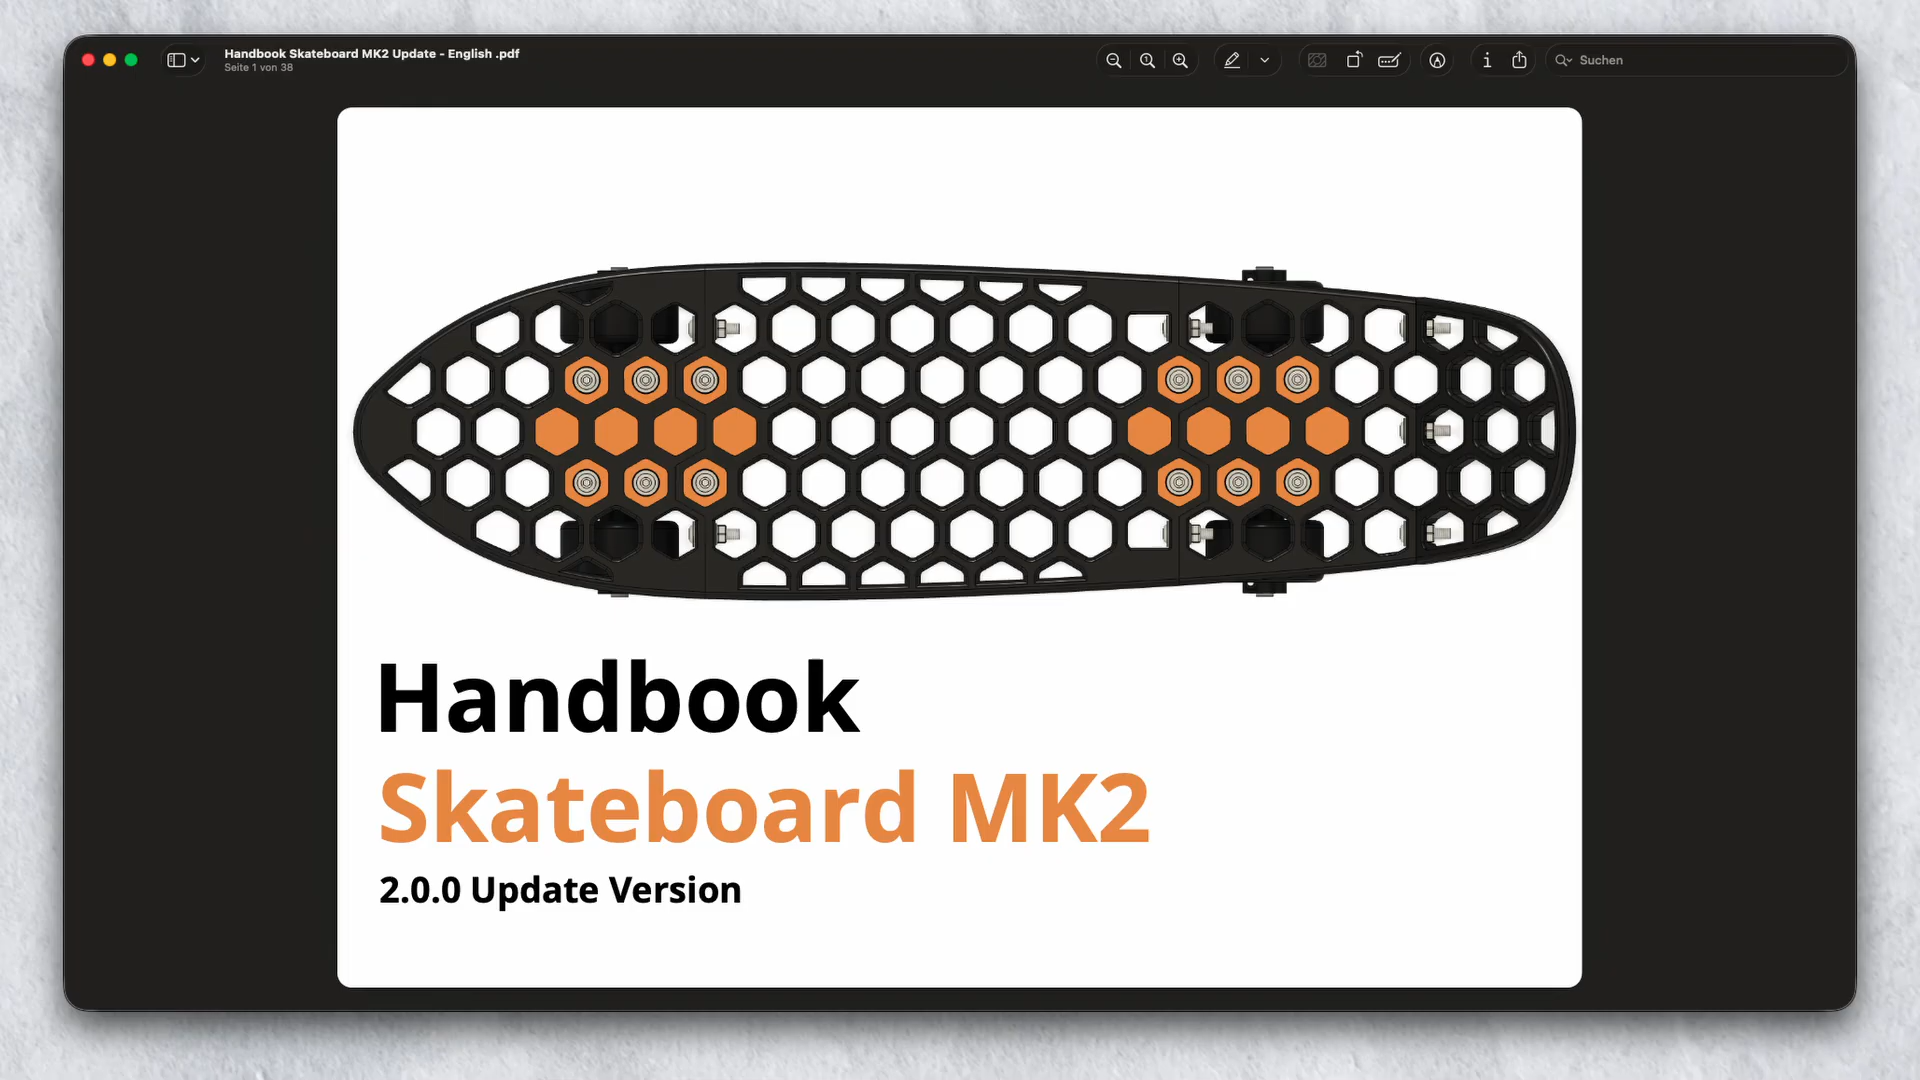 Handbook Skateboard MK2 Update - English .pdf
Seite 1 von 38
Suchen
Handbook
Skateboard MK2
2.0.0 Update Version